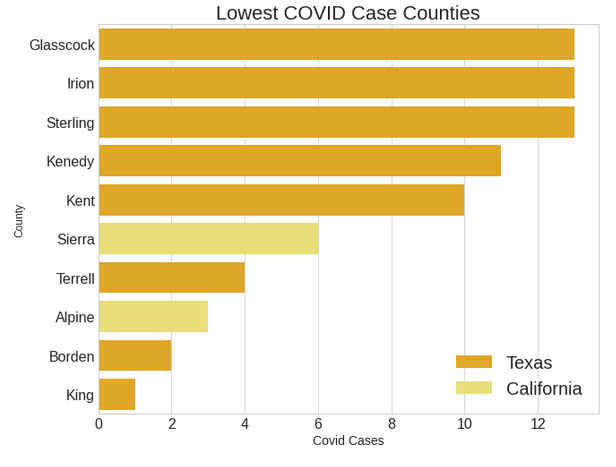 Lowest COVID Case Counties
Glasscock
Irion
Sterling
Kenedy
Kent
Sierra
Terrell
Alpine
Borden
King
County
Texas
California
0 2 4 6 8 10 12
Covid Cases